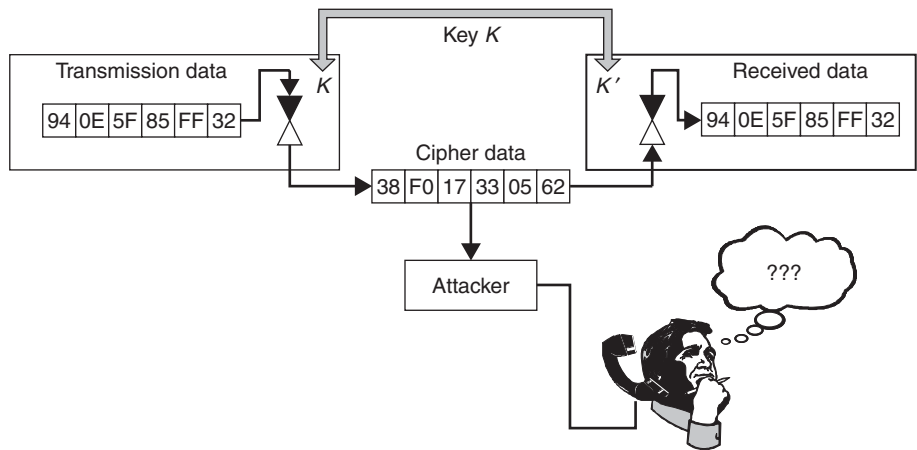 Key K
Transmission data
K
94 0E 5F 85 FF 32
K′
Received data
94 0E 5F 85 FF 32
Cipher data
38 F0 17 33 05 62
Attacker
???